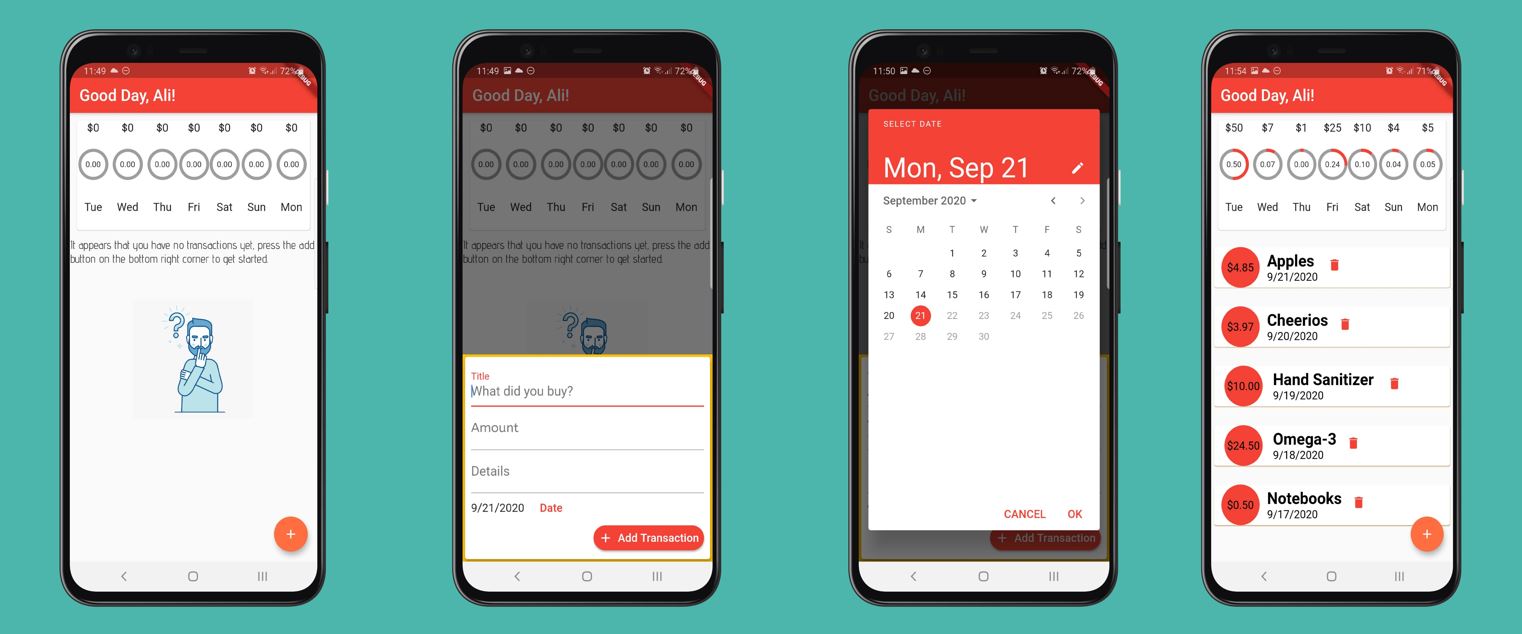 11:49 72%
DEBUG
Good Day, Ali!
$0 $0 $0 $0 $0 $0 $0
0.00 0.00 0.00 0.00 0.00 0.00 0.00
Tue Wed Thu Fri Sat Sun Mon
It appears that you have no transactions yet, press the add
button on the bottom right corner to get started.
?
+
11:49 72%
DEBUG
Good Day, Ali!
$0 $0 $0 $0 $0 $0 $0
0.00 0.00 0.00 0.00 0.00 0.00 0.00
Tue Wed Thu Fri Sat Sun Mon
It appears that you have no transactions yet, press the add
button on the bottom right corner to get started.
?
Title
What did you buy?
Amount
Details
9/21/2020 Date
+ Add Transaction
11:50 72%
DEBUG
Good Day, Ali!
SELECT DATE
Mon, Sep 21
September 2020
S M T W T F S
1 2 3 4 5
6 7 8 9 10 11 12
13 14 15 16 17 18 19
20 21 22 23 24 25 26
27 28 29 30
CANCEL OK
+ Add Transaction
11:54 71%
DEBUG
Good Day, Ali!
$50 $7 $1 $25 $10 $4 $5
0.50 0.07 0.00 0.24 0.10 0.04 0.05
Tue Wed Thu Fri Sat Sun Mon
$4.85 Apples
9/21/2020
$3.97 Cheerios
9/20/2020
$10.00 Hand Sanitizer
9/19/2020
$24.50 Omega-3
9/18/2020
$0.50 Notebooks
9/17/2020
+